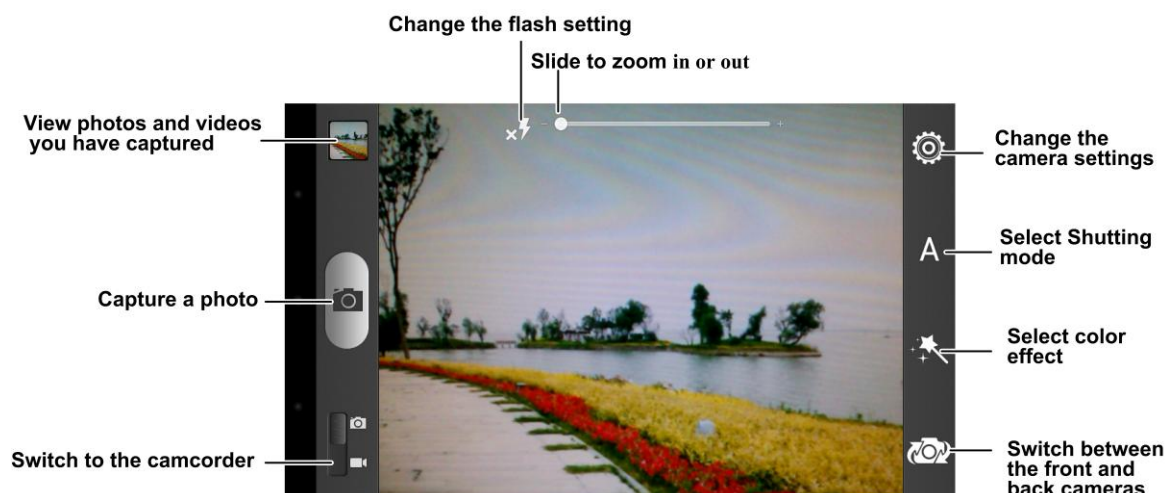 Change the flash setting
Slide to zoom in or out
View photos and videos
you have captured
Change the
camera settings
A
Select Shutting
mode
Capture a photo
Select color
effect
Switch to the camcorder
Switch between
the front and
back cameras